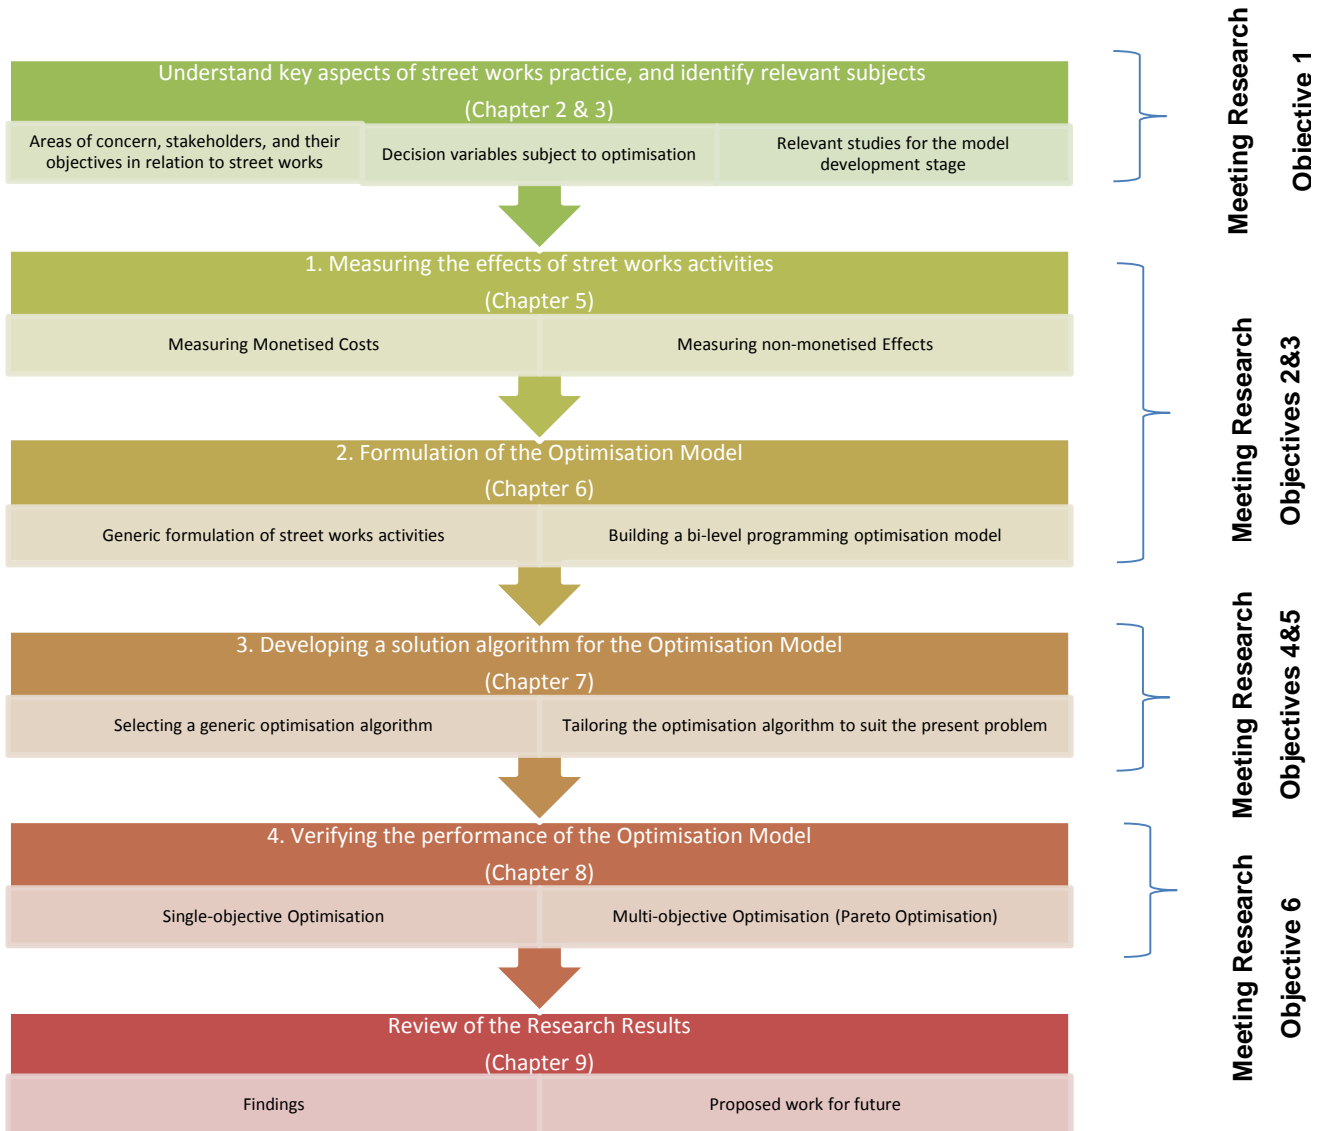 Understand key aspects of street works practice, and identify relevant subjects
(Chapter 2 & 3)
Areas of concern, stakeholders, and their
objectives in relation to street works
Decision variables subject to optimisation
Relevant studies for the model
development stage
Meeting Research
Objective 1
1. Measuring the effects of stret works activities
(Chapter 5)
Measuring Monetised Costs
Measuring non-monetised Effects
2. Formulation of the Optimisation Model
(Chapter 6)
Generic formulation of street works activities
Building a bi-level programming optimisation model
Meeting Research
Objectives 2&3
3. Developing a solution algorithm for the Optimisation Model
(Chapter 7)
Selecting a generic optimisation algorithm
Tailoring the optimisation algorithm to suit the present problem
Meeting Research
Objectives 4&5
4. Verifying the performance of the Optimisation Model
(Chapter 8)
Single-objective Optimisation
Multi-objective Optimisation (Pareto Optimisation)
Meeting Research
Objective 6
Review of the Research Results
(Chapter 9)
Findings
Proposed work for future